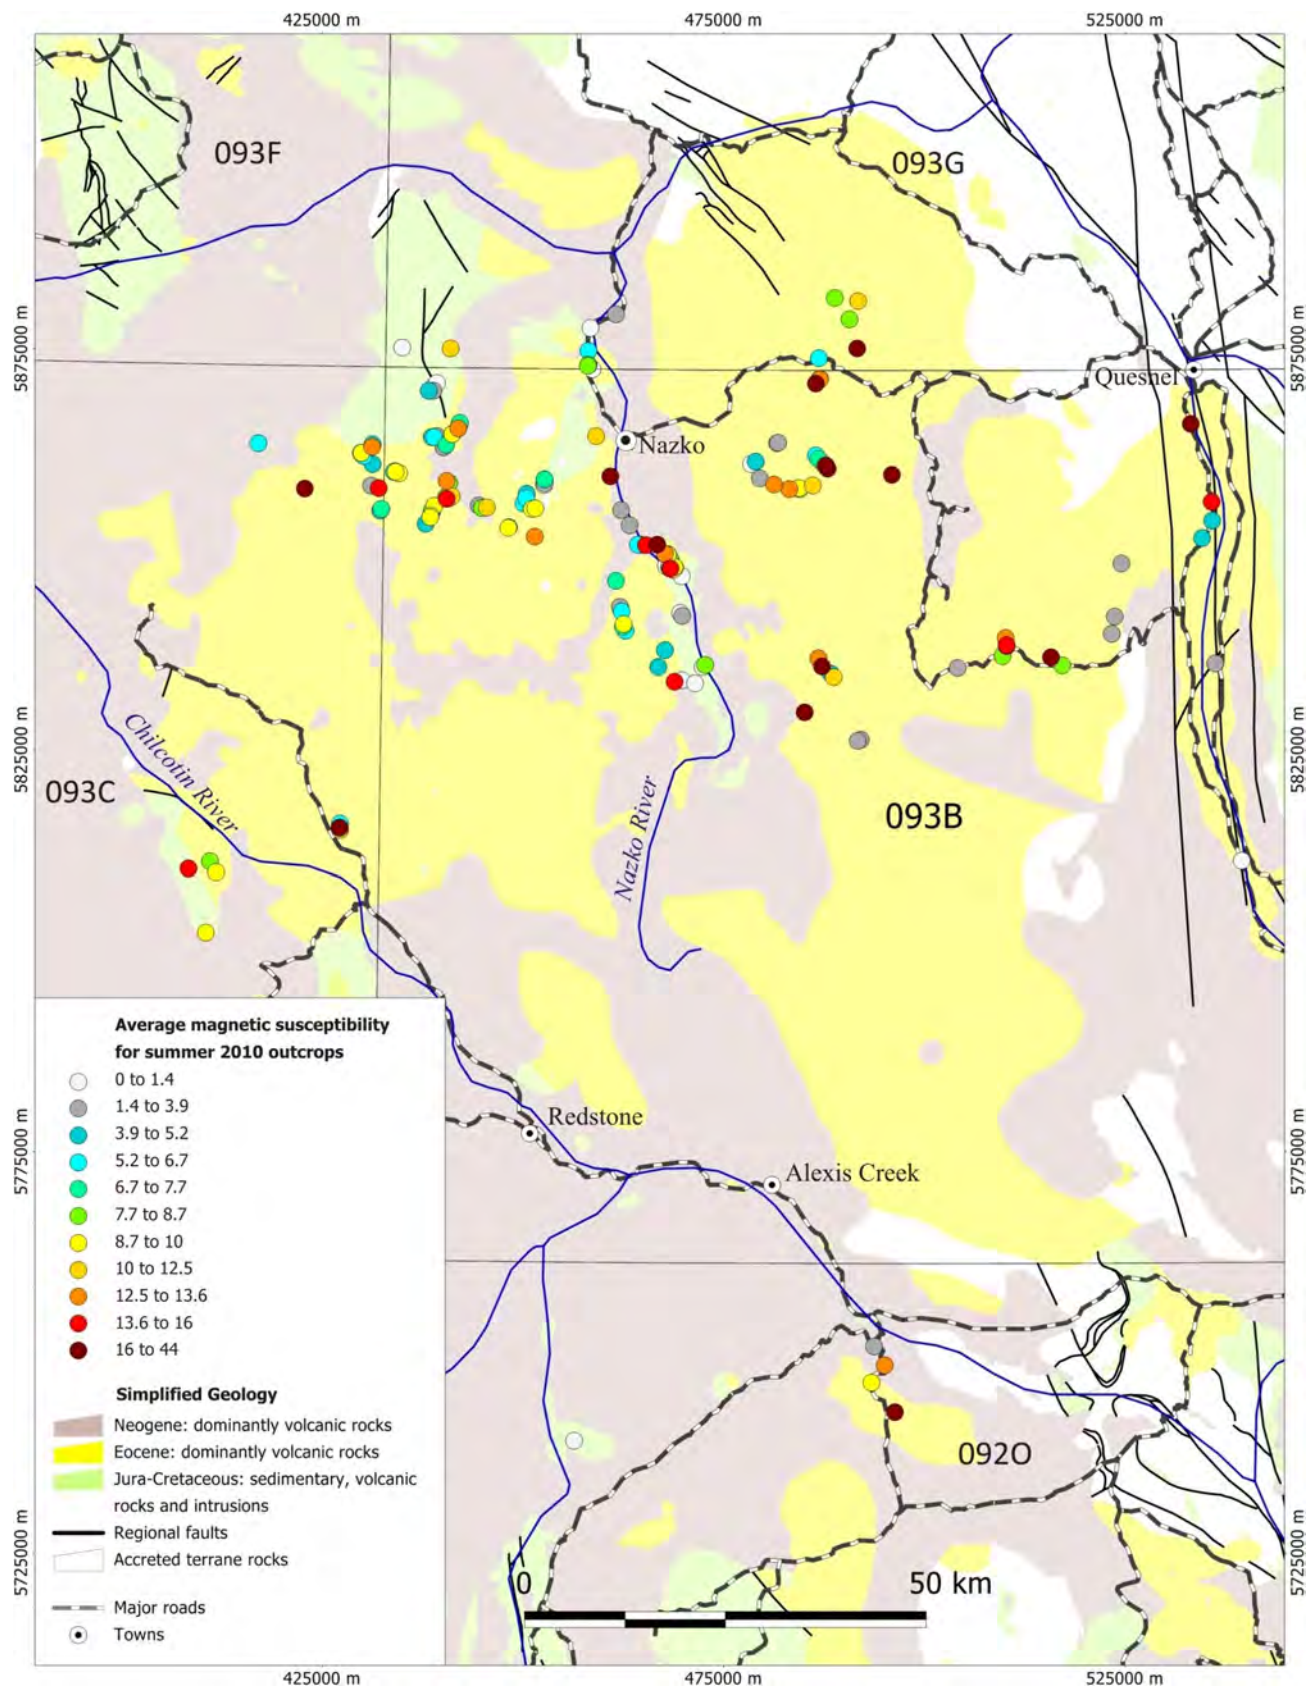 425000 m
475000 m
525000 m
093F
093G
5875000 m
5875000 m
Quesnel
Nazko
Chilcotin River
5825000 m
5825000 m
093C
Nazko River
093B
Average magnetic susceptibility
for summer 2010 outcrops
0 to 1.4
1.4 to 3.9
3.9 to 5.2
5.2 to 6.7
6.7 to 7.7
7.7 to 8.7
8.7 to 10
10 to 12.5
12.5 to 13.6
13.6 to 16
16 to 44
Redstone
Alexis Creek
5775000 m
5775000 m
Simplified Geology
Neogene: dominantly volcanic rocks
Eocene: dominantly volcanic rocks
Jura-Cretaceous: sedimentary, volcanic
rocks and intrusions
Regional faults
Accreted terrane rocks
Major roads
Towns
092O
5725000 m
5725000 m
0
50 km
425000 m
475000 m
525000 m